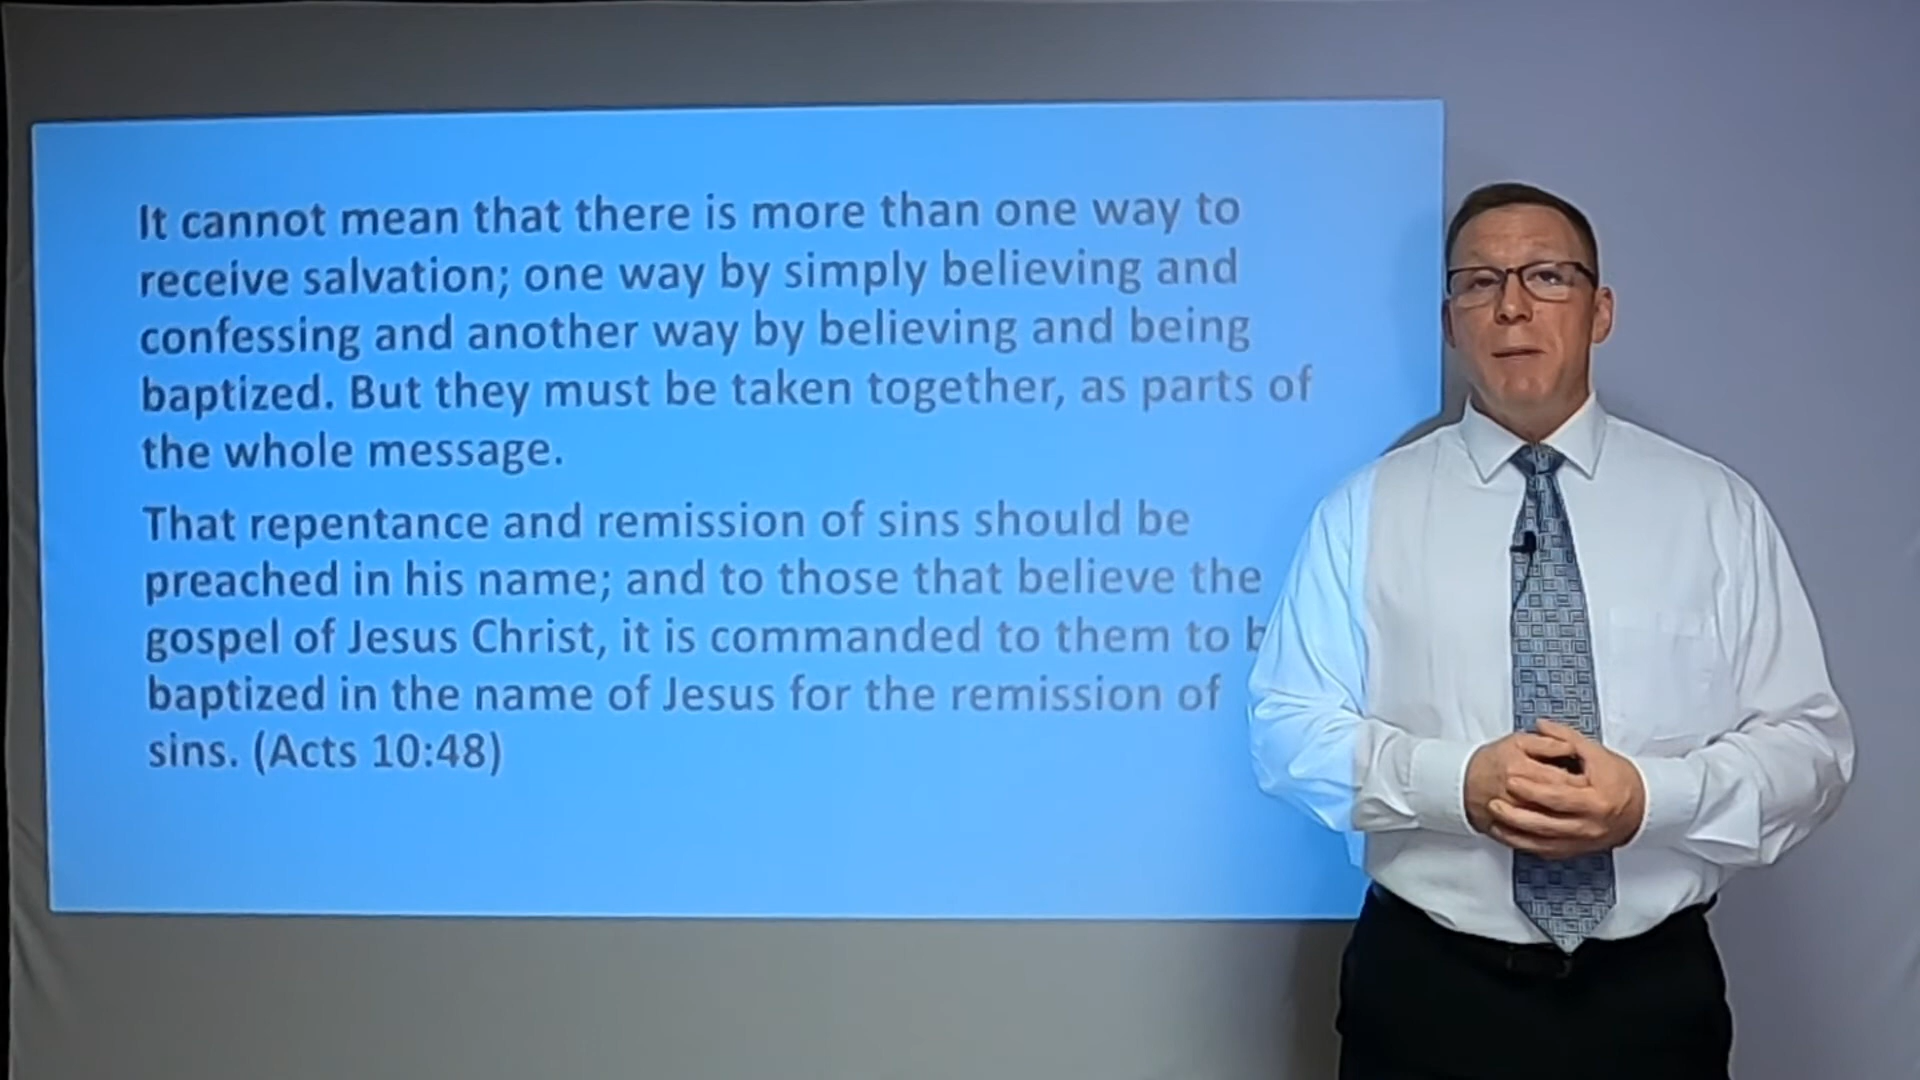 It cannot mean that there is more than one way to
receive salvation; one way by simply believing and
confessing and another way by believing and being
baptized. But they must be taken together, as parts of
the whole message.
That repentance and remission of sins should be
preached in his name; and to those that believe the
gospel of Jesus Christ, it is commanded to them to
baptized in the name of Jesus for the remission of
sins. (Acts 10:48)